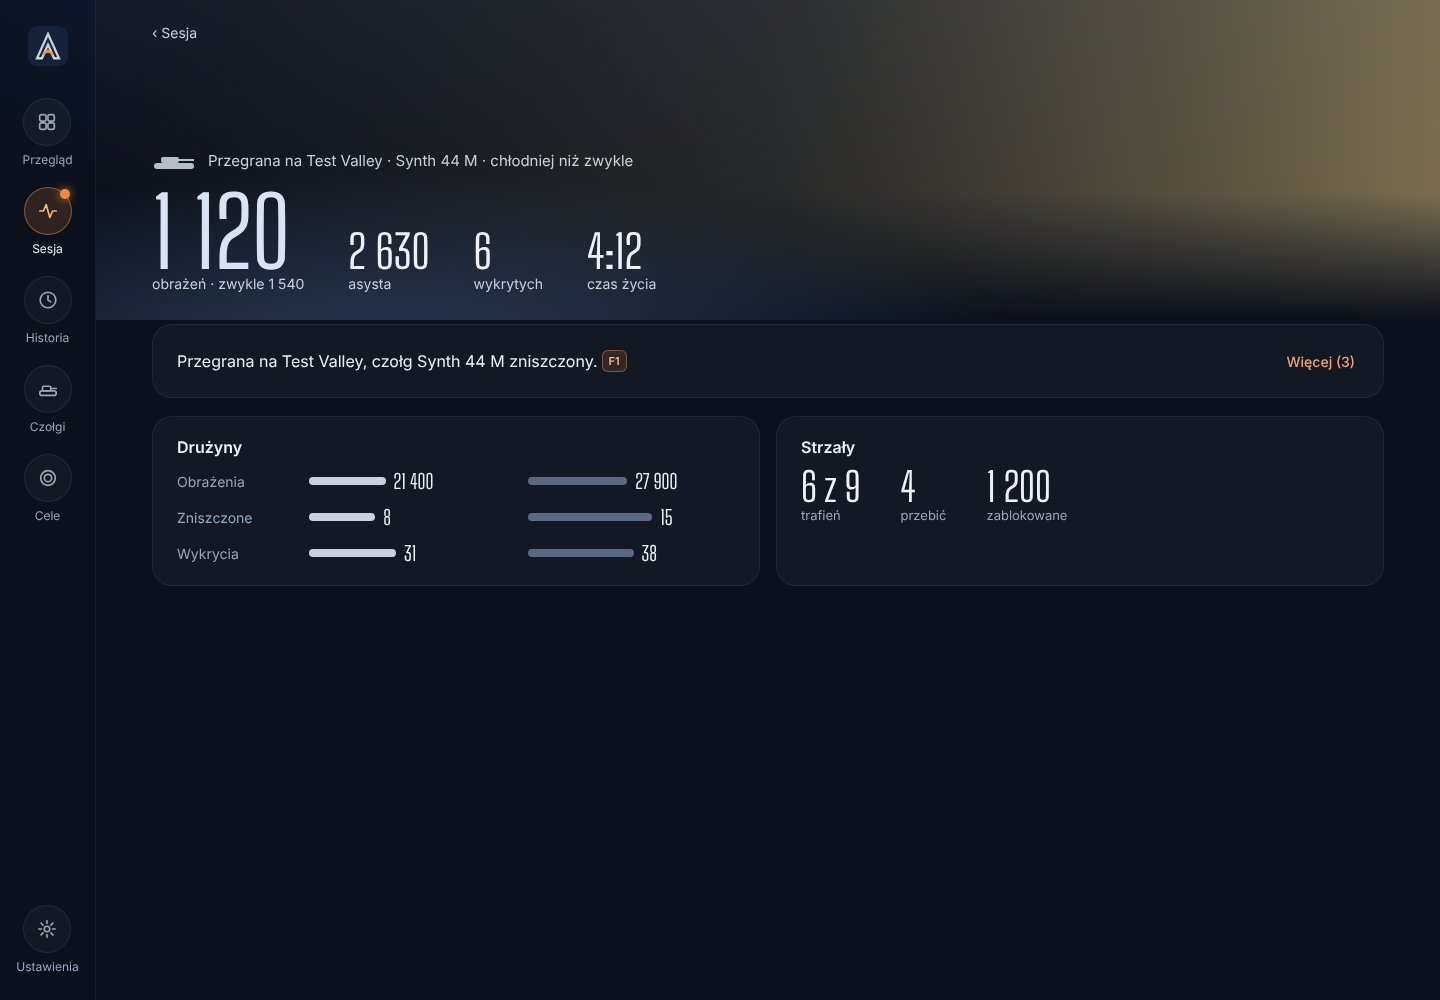 ‹ Sesja
Przegląd
Sesja
Historia
Czołgi
Cele
Ustawienia
Przegrana na Test Valley · Synth 44 M · chłodniej niż zwykle
1 120
obrażeń · zwykle 1 540
2 630
asysta
6
wykrytych
4:12
czas życia
Przegrana na Test Valley, czołg Synth 44 M zniszczony. F1
Więcej (3)
Drużyny
Obrażenia 21 400 27 900
Zniszczone 8 15
Wykrycia 31 38
Strzały
6 z 9
trafień
4
przebić
1 200
zablokowane